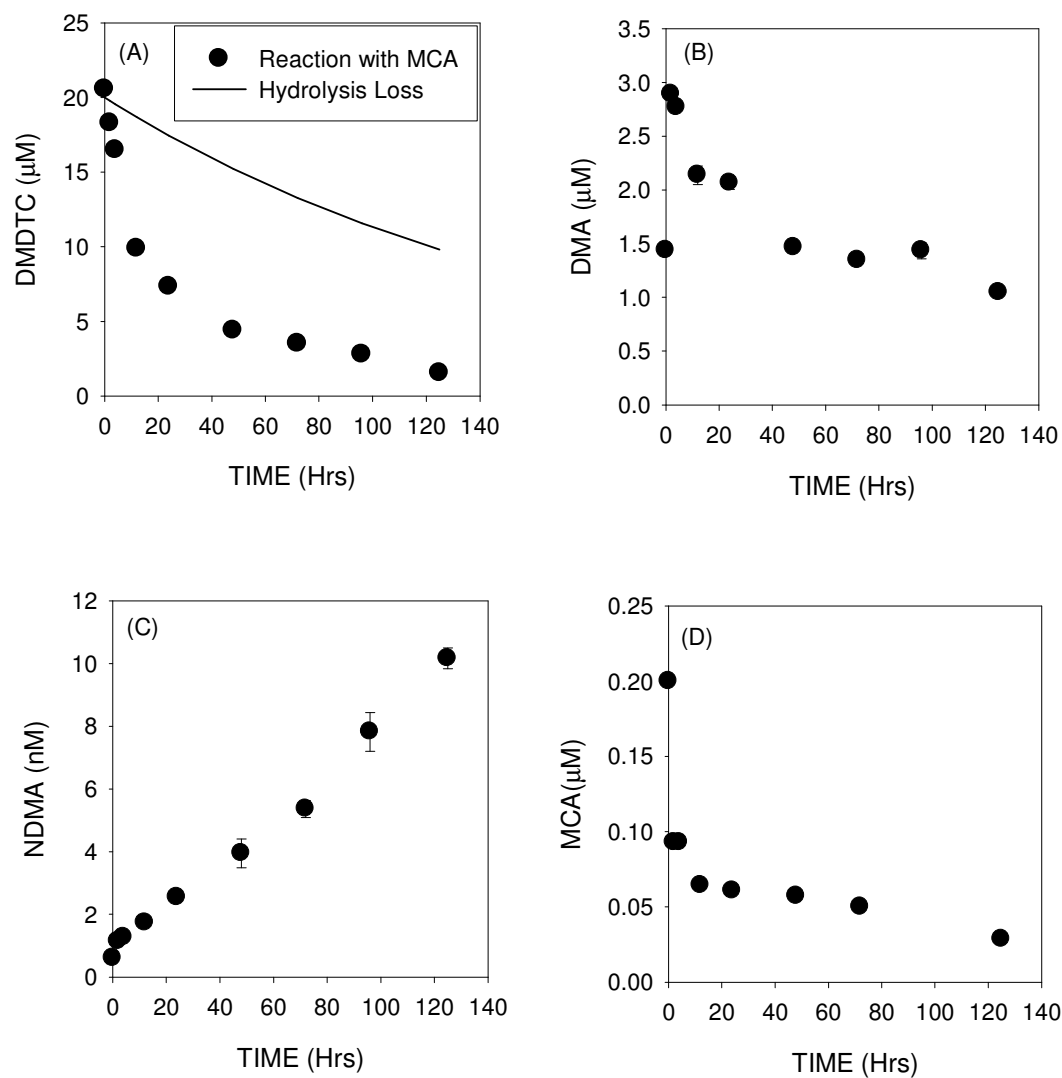 (A)
Reaction with MCA
Hydrolysis Loss
DMDTC (μM)
25
20
15
10
5
0
0 20 40 60 80 100 120 140
TIME (Hrs)
(B)
DMA (μM)
3.5
3.0
2.5
2.0
1.5
1.0
0.5
0.0
0 20 40 60 80 100 120 140
TIME (Hrs)
(C)
NDMA (nM)
12
10
8
6
4
2
0
0 20 40 60 80 100 120 140
TIME (Hrs)
(D)
MCA(μM)
0.25
0.20
0.15
0.10
0.05
0.00
0 20 40 60 80 100 120 140
TIME (Hrs)